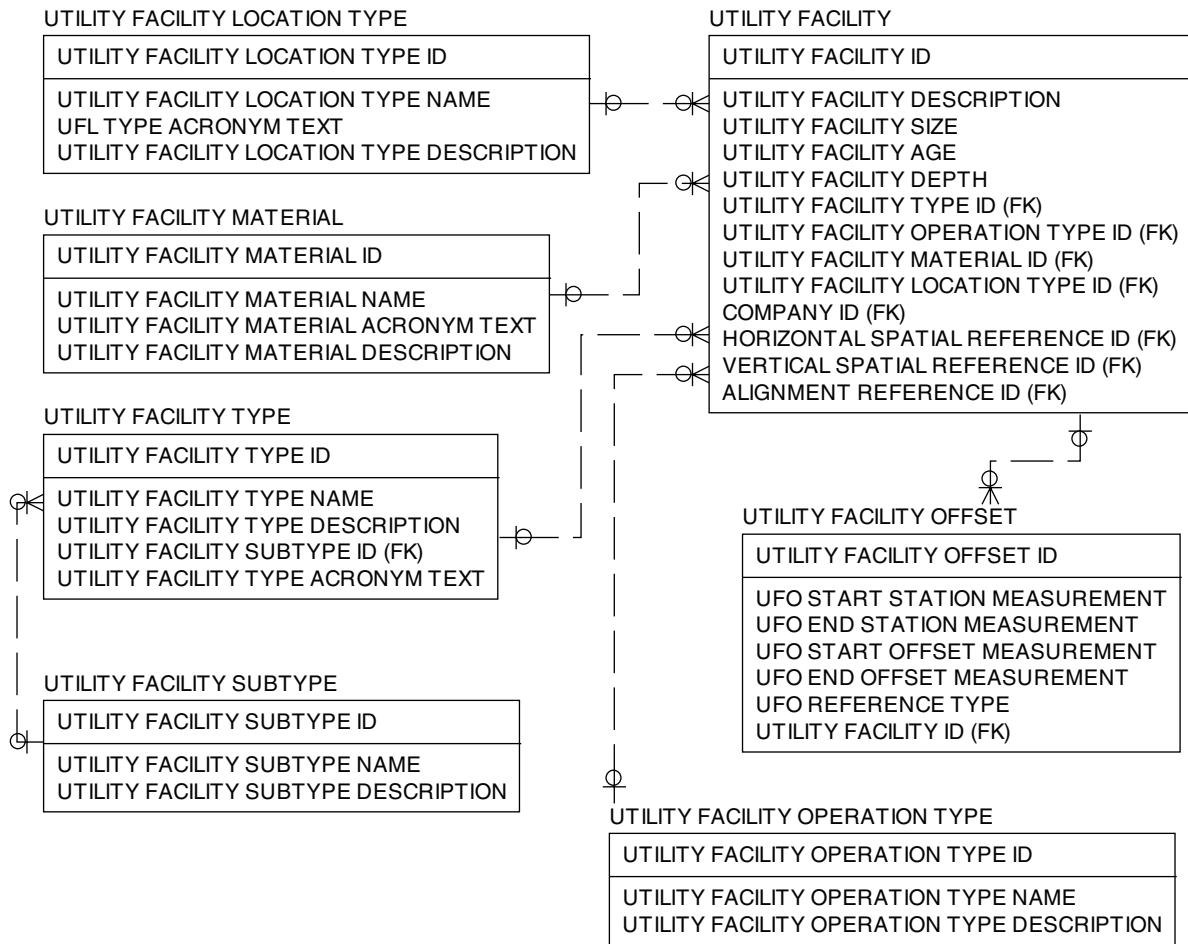 UTILITY FACILITY LOCATION TYPE
UTILITY FACILITY LOCATION TYPE ID
UTILITY FACILITY LOCATION TYPE NAME
UFL TYPE ACRONYM TEXT
UTILITY FACILITY LOCATION TYPE DESCRIPTION
UTILITY FACILITY MATERIAL
UTILITY FACILITY MATERIAL ID
UTILITY FACILITY MATERIAL NAME
UTILITY FACILITY MATERIAL ACRONYM TEXT
UTILITY FACILITY MATERIAL DESCRIPTION
UTILITY FACILITY TYPE
UTILITY FACILITY TYPE ID
UTILITY FACILITY TYPE NAME
UTILITY FACILITY TYPE DESCRIPTION
UTILITY FACILITY SUBTYPE ID (FK)
UTILITY FACILITY TYPE ACRONYM TEXT
UTILITY FACILITY SUBTYPE
UTILITY FACILITY SUBTYPE ID
UTILITY FACILITY SUBTYPE NAME
UTILITY FACILITY SUBTYPE DESCRIPTION
UTILITY FACILITY
UTILITY FACILITY ID
UTILITY FACILITY DESCRIPTION
UTILITY FACILITY SIZE
UTILITY FACILITY AGE
UTILITY FACILITY DEPTH
UTILITY FACILITY TYPE ID (FK)
UTILITY FACILITY OPERATION TYPE ID (FK)
UTILITY FACILITY MATERIAL ID (FK)
UTILITY FACILITY LOCATION TYPE ID (FK)
COMPANY ID (FK)
HORIZONTAL SPATIAL REFERENCE ID (FK)
VERTICAL SPATIAL REFERENCE ID (FK)
ALIGNMENT REFERENCE ID (FK)
UTILITY FACILITY OFFSET
UTILITY FACILITY OFFSET ID
UFO START STATION MEASUREMENT
UFO END STATION MEASUREMENT
UFO START OFFSET MEASUREMENT
UFO END OFFSET MEASUREMENT
UFO REFERENCE TYPE
UTILITY FACILITY ID (FK)
UTILITY FACILITY OPERATION TYPE
UTILITY FACILITY OPERATION TYPE ID
UTILITY FACILITY OPERATION TYPE NAME
UTILITY FACILITY OPERATION TYPE DESCRIPTION